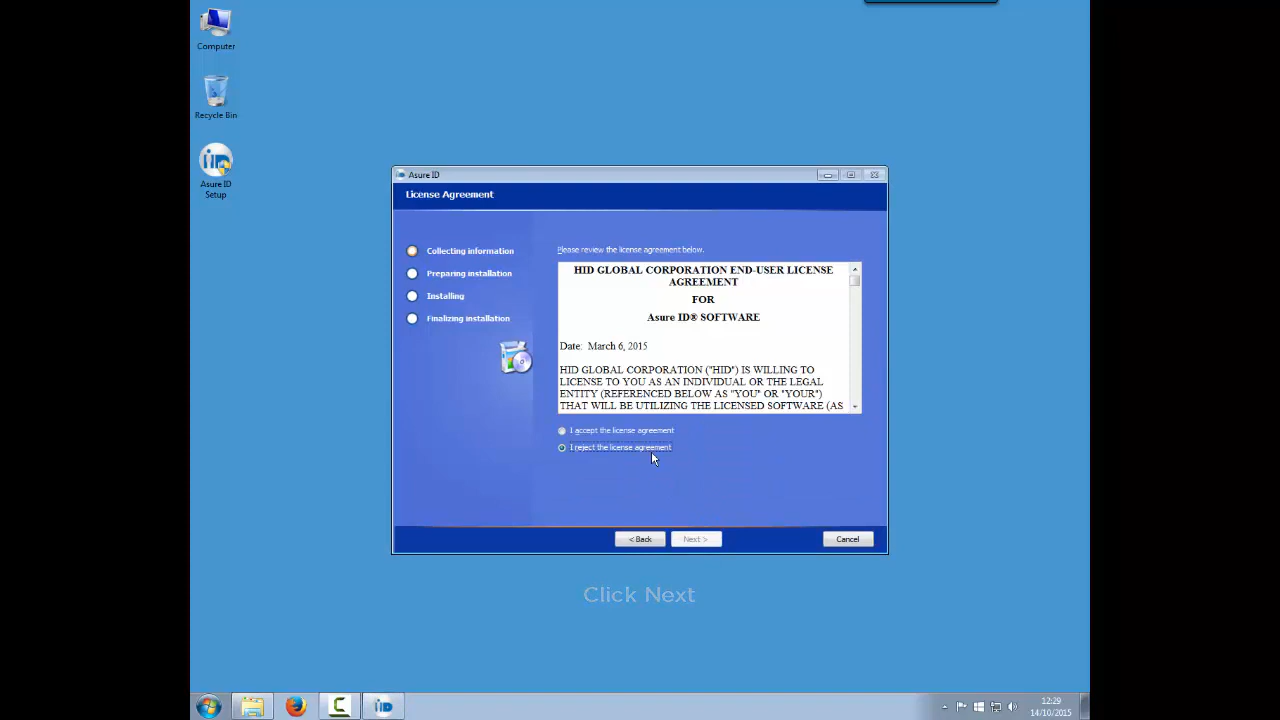 Computer
Recycle Bin
Asure ID
Setup
Asure ID
License Agreement
Collecting information
Preparing installation
Installing
Finalizing installation
Please review the license agreement below.
HID GLOBAL CORPORATION END-USER LICENSE
AGREEMENT
FOR
Asure ID® SOFTWARE
Date: March 6, 2015
HID GLOBAL CORPORATION ("HID") IS WILLING TO
LICENSE TO YOU AS AN INDIVIDUAL OR THE LEGAL
ENTITY (REFERENCED BELOW AS "YOU" OR "YOUR")
THAT WILL BE UTILIZING THE LICENSED SOFTWARE (AS
I accept the license agreement
I reject the license agreement
< Back
Next >
Cancel
Click Next
12:29
14/10/2015